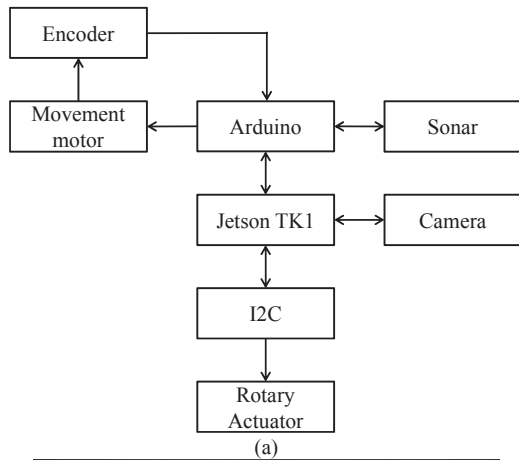 Encoder
Movement
motor
Arduino
Sonar
Jetson TK1
Camera
I2C
Rotary
Actuator
(a)